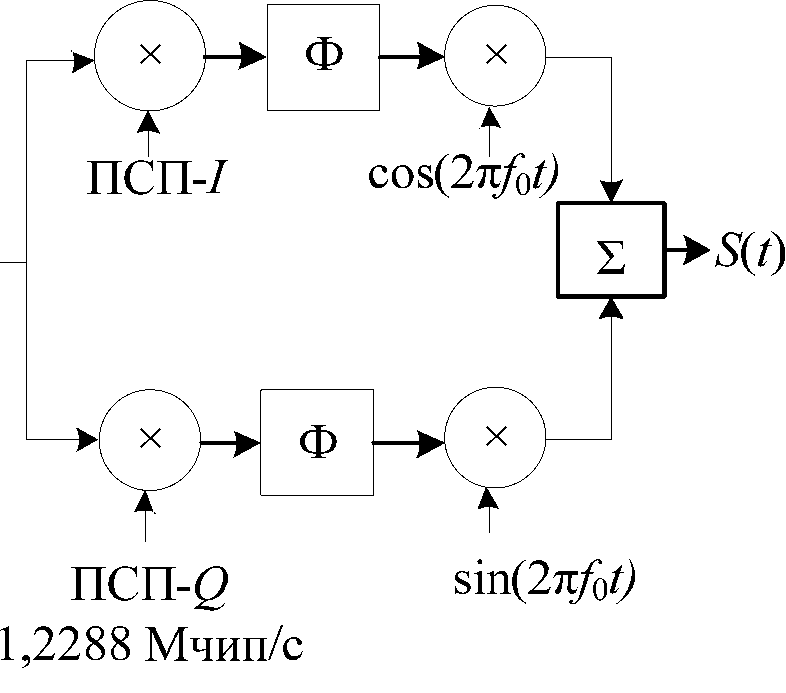 × Φ ×
ПСП-I cos(2πf₀t)
Σ S(t)
× Φ ×
ПСП-Q sin(2πf₀t)
1,2288 Мчип/с